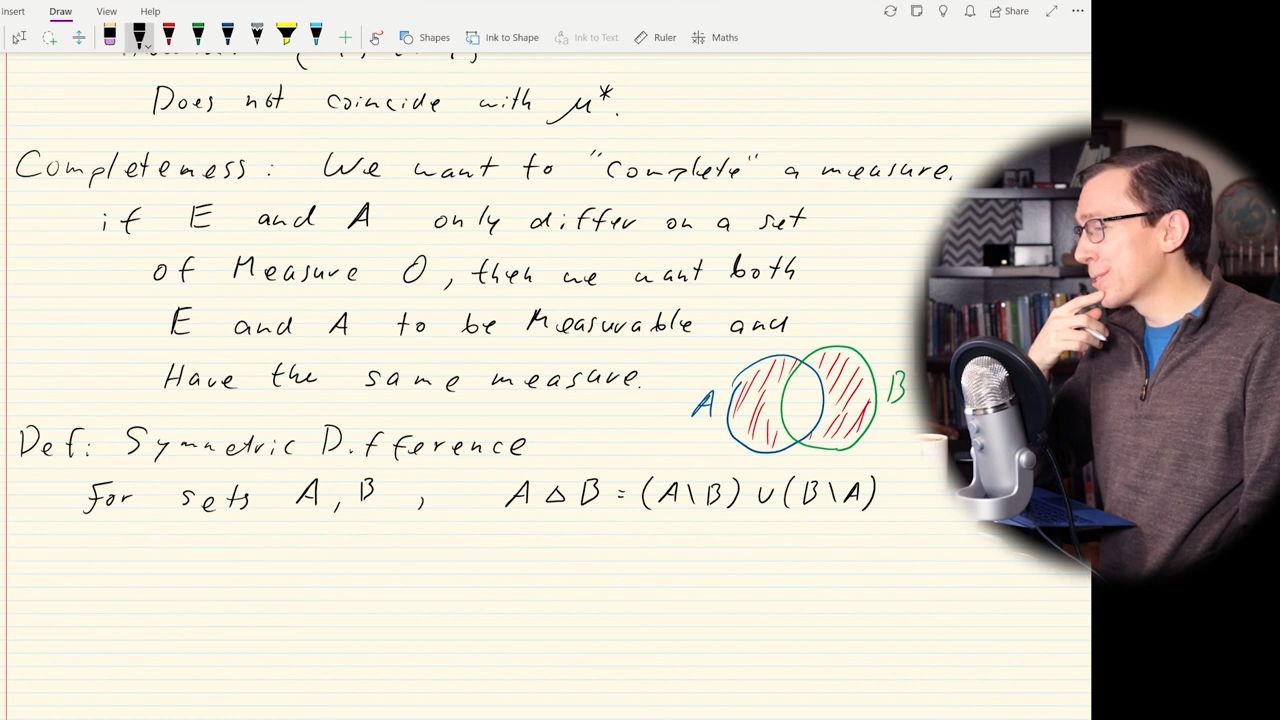 Insert Draw View Help Share
Shapes Ink to Shape Ink to Text Ruler Maths
Does not coincide with μ*.
Completeness: We want to "complete" a measure.
if E and A only differ on a set
of Measure 0, then we want both
E and A to be Measurable and
Have the same measure.
A B
Def: Symmetric Difference
For sets A, B, A △ B = (A \ B) ∪ (B \ A)